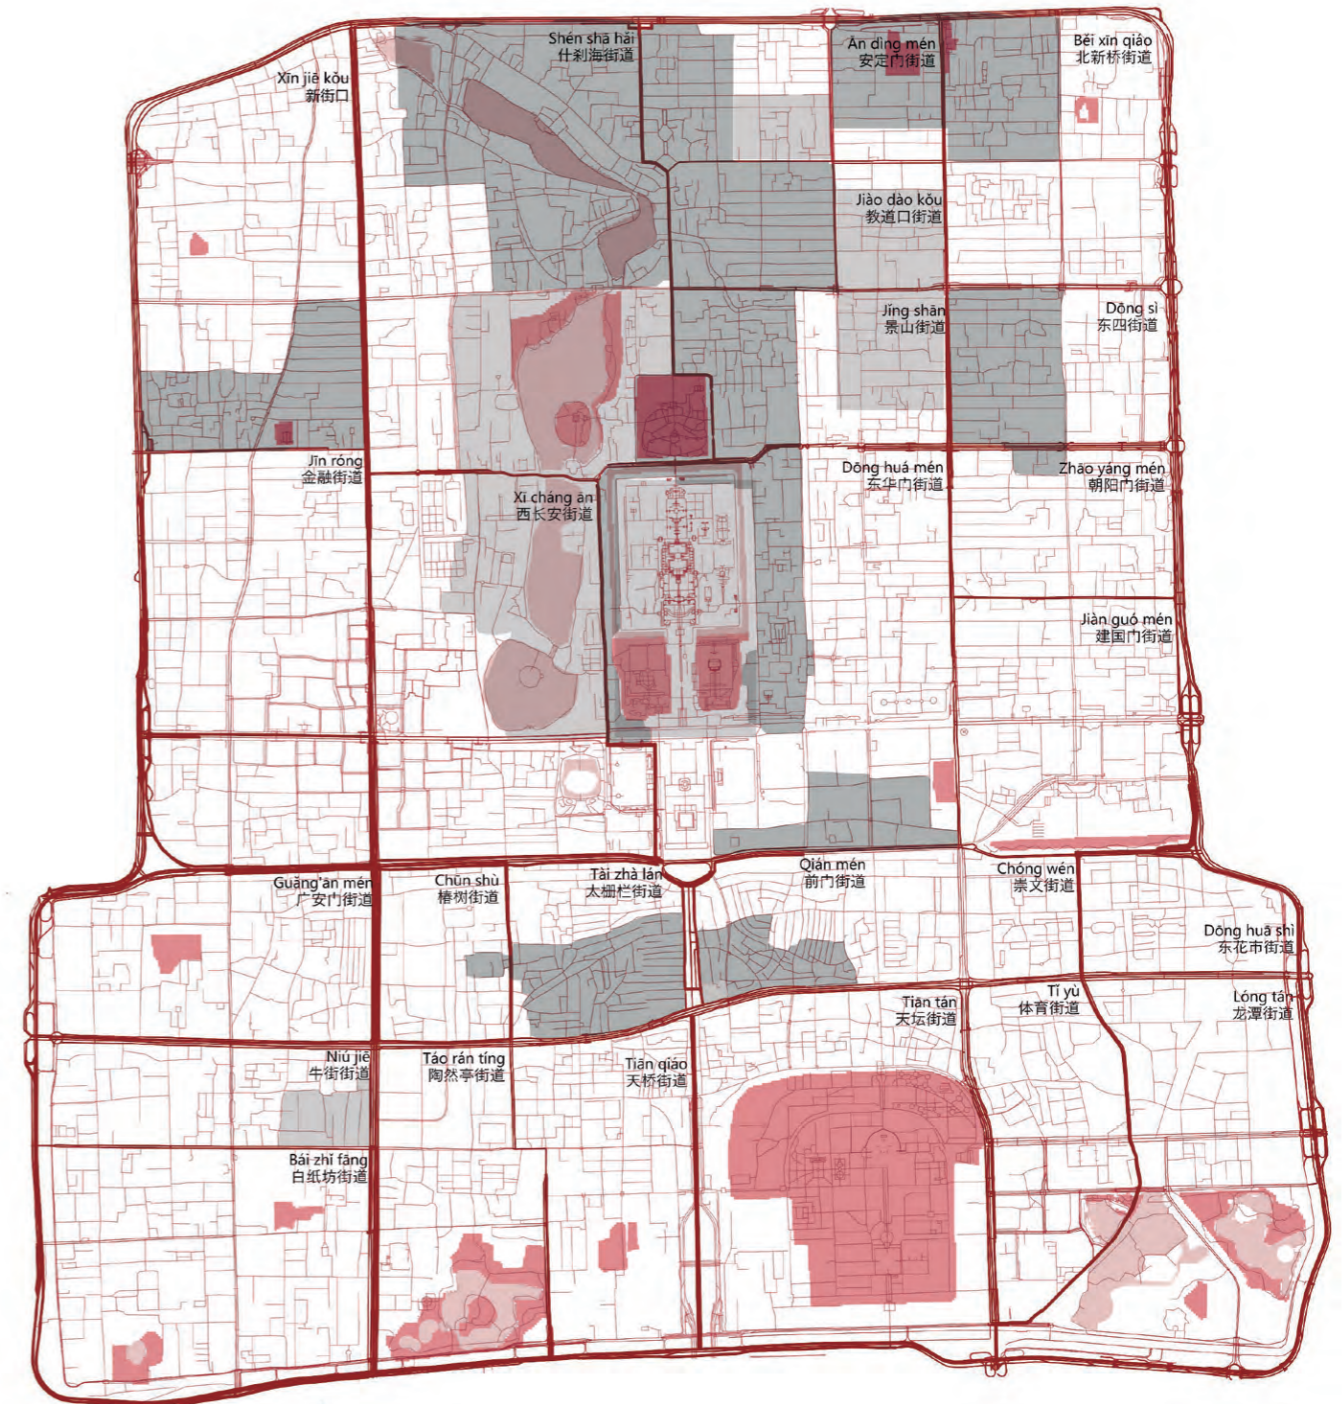 Shén shā hǎi
什刹海街道
Ān dìng mén
安定门街道
Běi xīn qiáo
北新桥街道
Xīn jiē kǒu
新街口
Jiào dào kǒu
教道口街道
Jǐng shān
景山街道
Dōng sì
东四街道
Jīn róng
金融街道
Xī cháng ān
西长安街道
Dōng huá mén
东华门街道
Zhāo yáng mén
朝阳门街道
Jiàn guó mén
建国门街道
Guǎng'ān mén
广安门街道
Chūn shù
椿树街道
Tài zhà lán
太栅栏街道
Qián mén
前门街道
Chóng wén
崇文街道
Dōng huā shì
东花市街道
Tiān tán
天坛街道
Tǐ yù
体育街道
Lóng tán
龙潭街道
Niú jiē
牛街街道
Táo rán tíng
陶然亭街道
Tiān qiáo
天桥街道
Bái zhǐ fāng
白纸坊街道